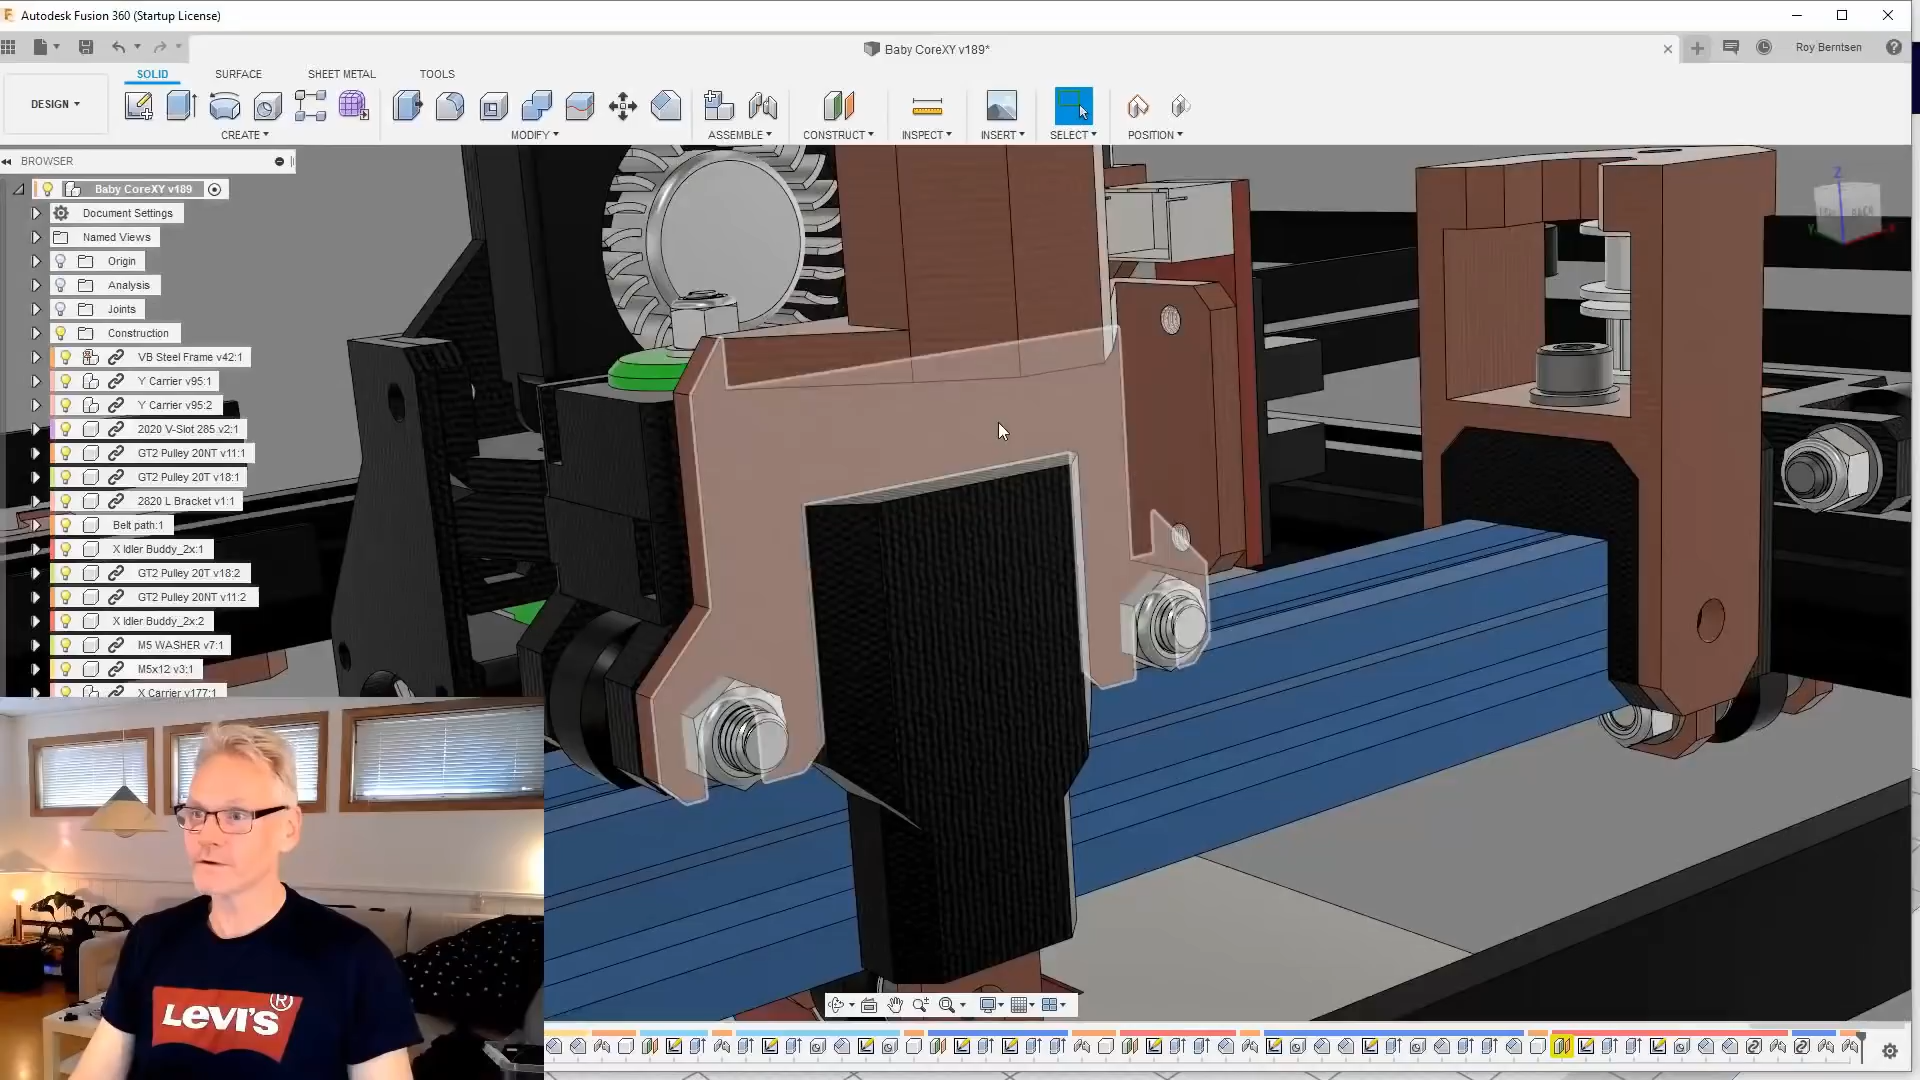 Autodesk Fusion 360 (Startup License)
Baby CoreXY v189*
Roy Berntsen
SOLID
SURFACE
SHEET METAL
TOOLS
DESIGN
CREATE
MODIFY
ASSEMBLE
CONSTRUCT
INSPECT
INSERT
SELECT
POSITION
BROWSER
Baby CoreXY v189
Document Settings
Named Views
Origin
Analysis
Joints
Construction
VB Steel Frame v42:1
Y Carrier v95:1
Y Carrier v95:2
2020 V-Slot 285 v2:1
GT2 Pulley 20NT v11:1
GT2 Pulley 20T v18:1
2820 L Bracket v1:1
Belt path:1
X Idler Buddy_2x:1
GT2 Pulley 20T v18:2
GT2 Pulley 20NT v11:2
X Idler Buddy_2x:2
M5 WASHER v7:1
M5x12 v3:1
X Carrier v177:1
Z
BACK
LEVI'S®